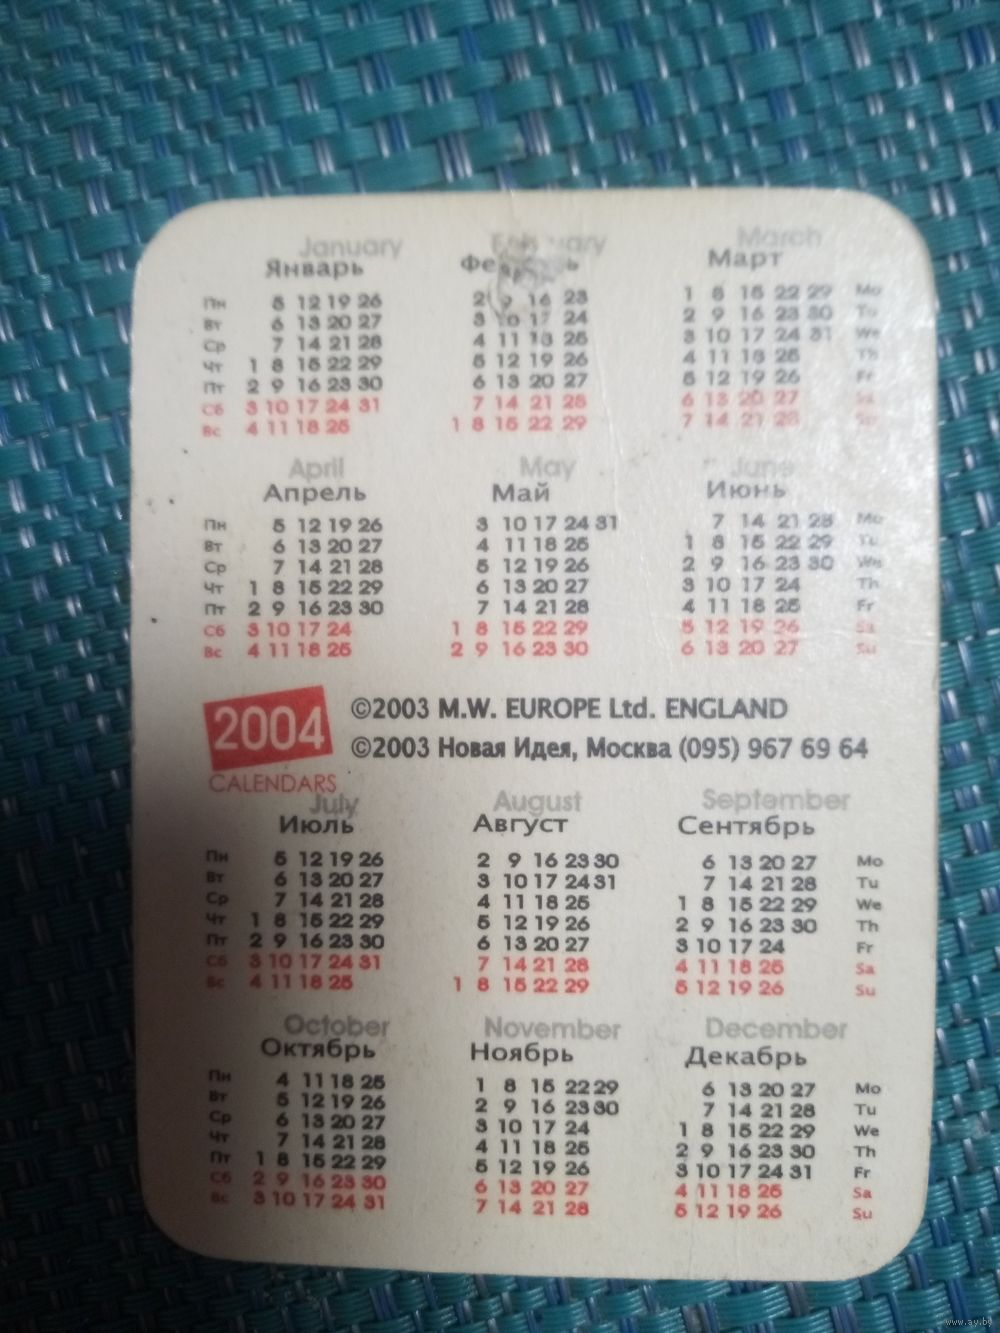 January February March
Январь Февраль Март
Пн 5 12 19 26 2 9 16 23 1 8 15 22 29 Mo
Вт 6 13 20 27 3 10 17 24 2 9 16 23 30 Tu
Ср 7 14 21 28 4 11 18 25 3 10 17 24 31 We
Чт 1 8 15 22 29 5 12 19 26 4 11 18 25 Th
Пт 2 9 16 23 30 6 13 20 27 5 12 19 26 Fr
Сб 3 10 17 24 31 7 14 21 28 6 13 20 27 Sa
Вс 4 11 18 25 1 8 15 22 29 7 14 21 28 Su
April May June
Апрель Май Июнь
Пн 5 12 19 26 3 10 17 24 31 7 14 21 28 Mo
Вт 6 13 20 27 4 11 18 25 1 8 15 22 29 Tu
Ср 7 14 21 28 5 12 19 26 2 9 16 23 30 We
Чт 1 8 15 22 29 6 13 20 27 3 10 17 24 Th
Пт 2 9 16 23 30 7 14 21 28 4 11 18 25 Fr
Сб 3 10 17 24 1 8 15 22 29 5 12 19 26 Sa
Вс 4 11 18 25 2 9 16 23 30 6 13 20 27 Su
2004
CALENDARS
©2003 M.W. EUROPE Ltd. ENGLAND
©2003 Новая Идея, Москва (095) 967 69 64
July August September
Июль Август Сентябрь
Пн 5 12 19 26 2 9 16 23 30 6 13 20 27 Mo
Вт 6 13 20 27 3 10 17 24 31 7 14 21 28 Tu
Ср 7 14 21 28 4 11 18 25 1 8 15 22 29 We
Чт 1 8 15 22 29 5 12 19 26 2 9 16 23 30 Th
Пт 2 9 16 23 30 6 13 20 27 3 10 17 24 Fr
Сб 3 10 17 24 31 7 14 21 28 4 11 18 25 Sa
Вс 4 11 18 25 1 8 15 22 29 5 12 19 26 Su
October November December
Октябрь Ноябрь Декабрь
Пн 4 11 18 25 1 8 15 22 29 6 13 20 27 Mo
Вт 5 12 19 26 2 9 16 23 30 7 14 21 28 Tu
Ср 6 13 20 27 3 10 17 24 1 8 15 22 29 We
Чт 7 14 21 28 4 11 18 25 2 9 16 23 30 Th
Пт 1 8 15 22 29 5 12 19 26 3 10 17 24 31 Fr
Сб 2 9 16 23 30 6 13 20 27 4 11 18 25 Sa
Вс 3 10 17 24 31 7 14 21 28 5 12 19 26 Su
www.ay.by